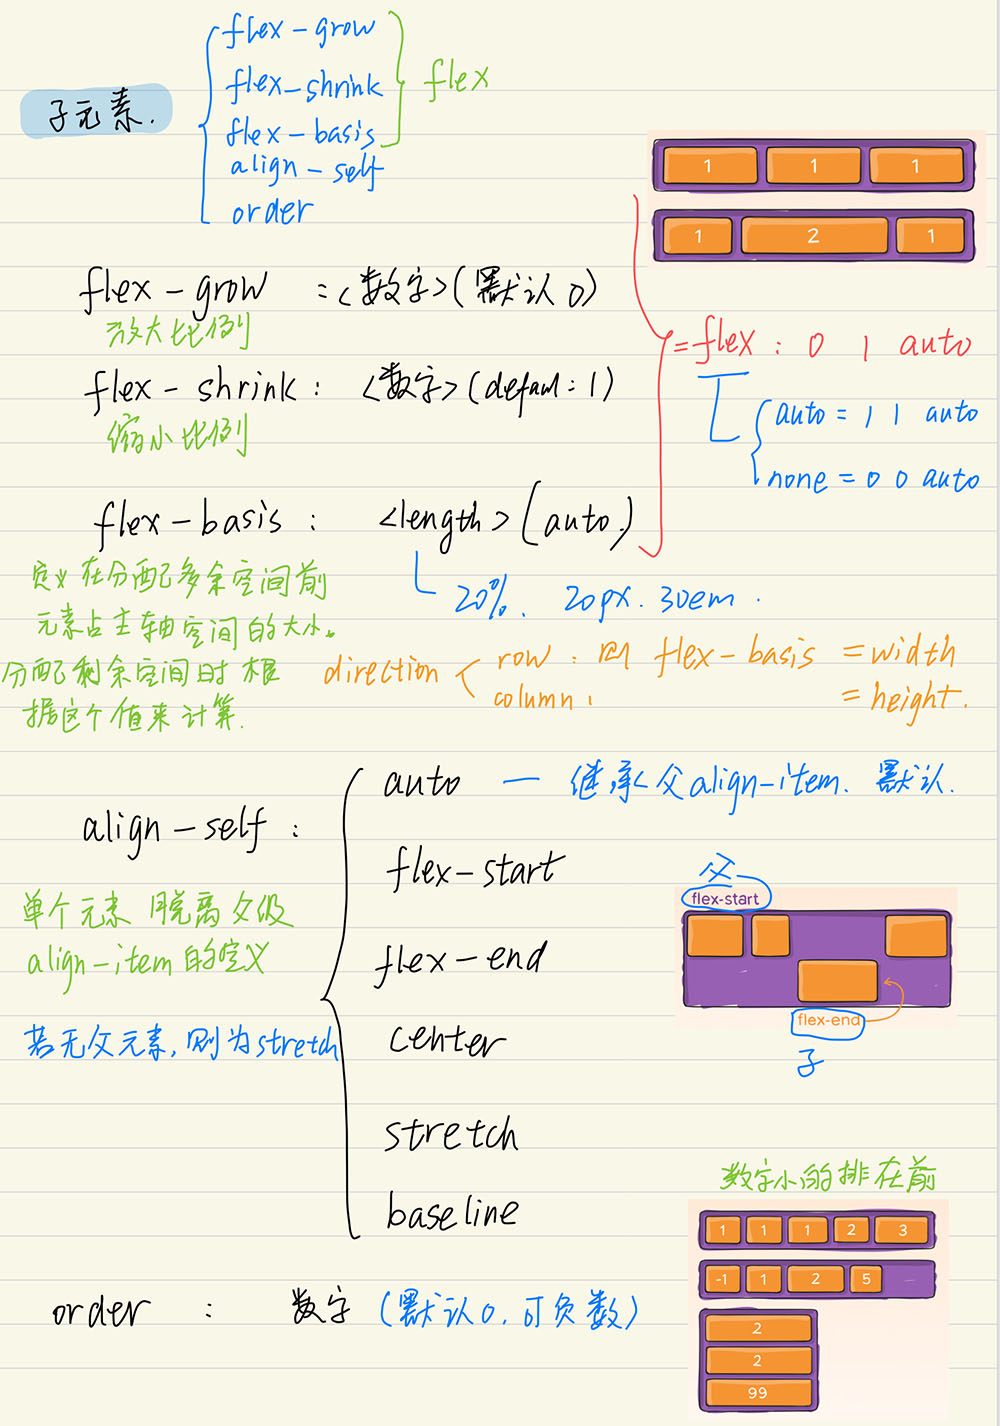 flex-grow
flex-shrink
flex-basis
flex
子元素.
align-self
order
1 1 1
1 2 1
flex-grow :<数字>(默认 0)
放大比例
=flex : 0 1 auto
flex-shrink : <数字>(defaul : 1)
缩小比例
auto = 1 1 auto
none = 0 0 auto
flex-basis : <length>(auto.)
20%. 20px. 30em.
定义在分配多余空间前
元素占主轴空间的大小。
分配剩余空间时 根
据这个值来计算.
direction
row : flex-basis = width
column : = height.
auto — 继承父align-item. 默认.
align-self :
flex-start
flex-end
center
stretch
baseline
单个元素 脱离父级
align-item的定义
若无父元素,则为stretch
父
flex-start
flex-end
子
数字小的排在前
1 1 1 2 3
-1 1 2 5
2
2
99
order : 数字 (默认0,可负数)